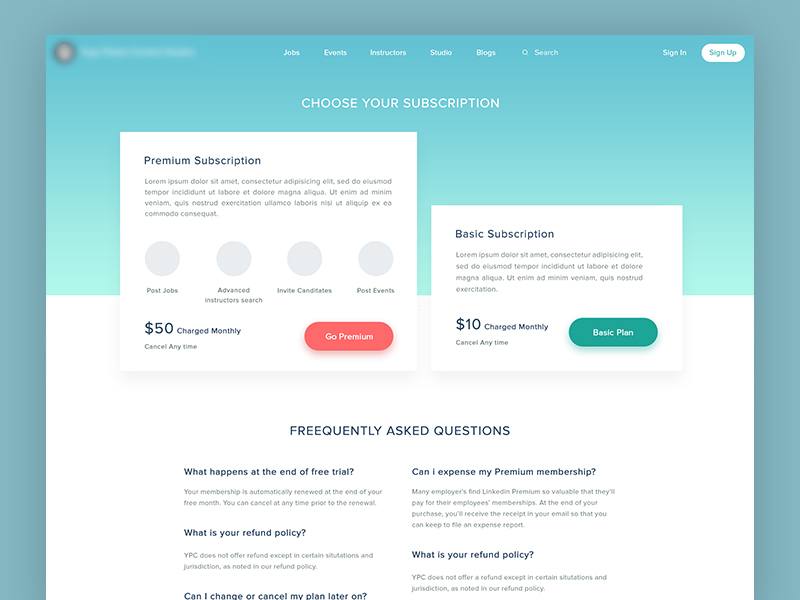 Jobs
Events
Instructors
Studio
Blogs
Search
Sign In
Sign Up
CHOOSE YOUR SUBSCRIPTION
Premium Subscription
Lorem ipsum dolor sit amet, consectetur adipisicing elit, sed do eiusmod
tempor incididunt ut labore et dolore magna aliqua. Ut enim ad minim
veniam, quis nostrud exercitation ullamco laboris nisi ut aliquip ex ea
commodo consequat.
Post Jobs
Advanced
instructors search
Invite Canditates
Post Events
$50 Charged Monthly
Cancel Any time
Go Premium
Basic Subscription
Lorem ipsum dolor sit amet, consectetur adipisicing elit,
sed do eiusmod tempor incididunt ut labore et dolore
magna aliqua. Ut enim ad minim veniam, quis nostrud
exercitation.
$10 Charged Monthly
Cancel Any time
Basic Plan
FREEQUENTLY ASKED QUESTIONS
What happens at the end of free trial?
Your membership is automatically renewed at the end of your
free month. You can cancel at any time prior to the renewal.
What is your refund policy?
YPC does not offer refund except in certain situtations and
jurisdiction, as noted in our refund policy.
Can I change or cancel my plan later on?
Can i expense my Premium membership?
Many employer's find Linkedin Premium so valuable that they'll
pay for their employees' memberships. At the end of your
purchase, you'll receive the receipt in your email so that you
can keep to file an expense report.
What is your refund policy?
YPC does not offer a refund except in certain situtations and
jurisdiction, as noted in our refund policy.